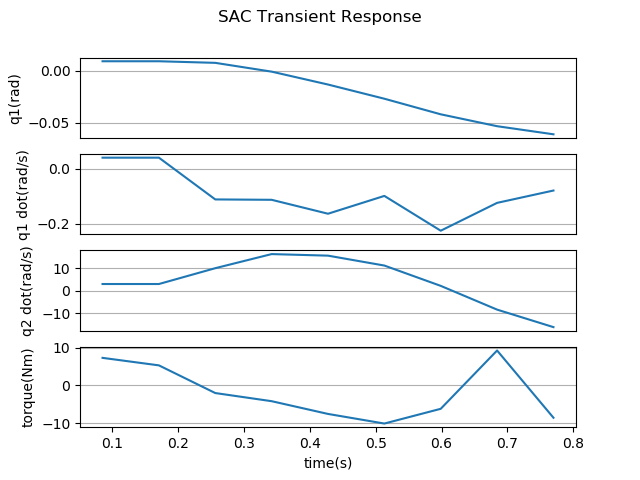 SAC Transient Response
q1(rad)
0.00
−0.05
q1 dot(rad/s)
0.0
−0.2
q2 dot(rad/s)
10
0
−10
torque(Nm)
10
0
−10
0.1 0.2 0.3 0.4 0.5 0.6 0.7 0.8
time(s)